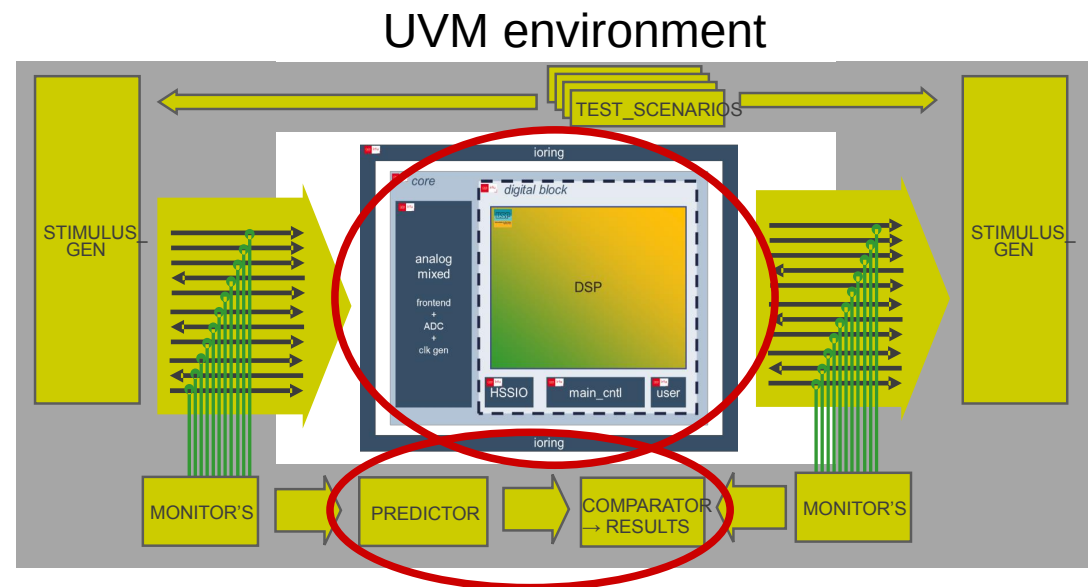 UVM environment
TEST_SCENARIOS
STIMULUS_
GEN
ioring
core
digital block
analog
mixed
frontend
+
ADC
+
clk gen
DSP
HSSIO
main_cntl
user
ioring
STIMULUS_
GEN
MONITOR'S
PREDICTOR
COMPARATOR
→ RESULTS
MONITOR'S